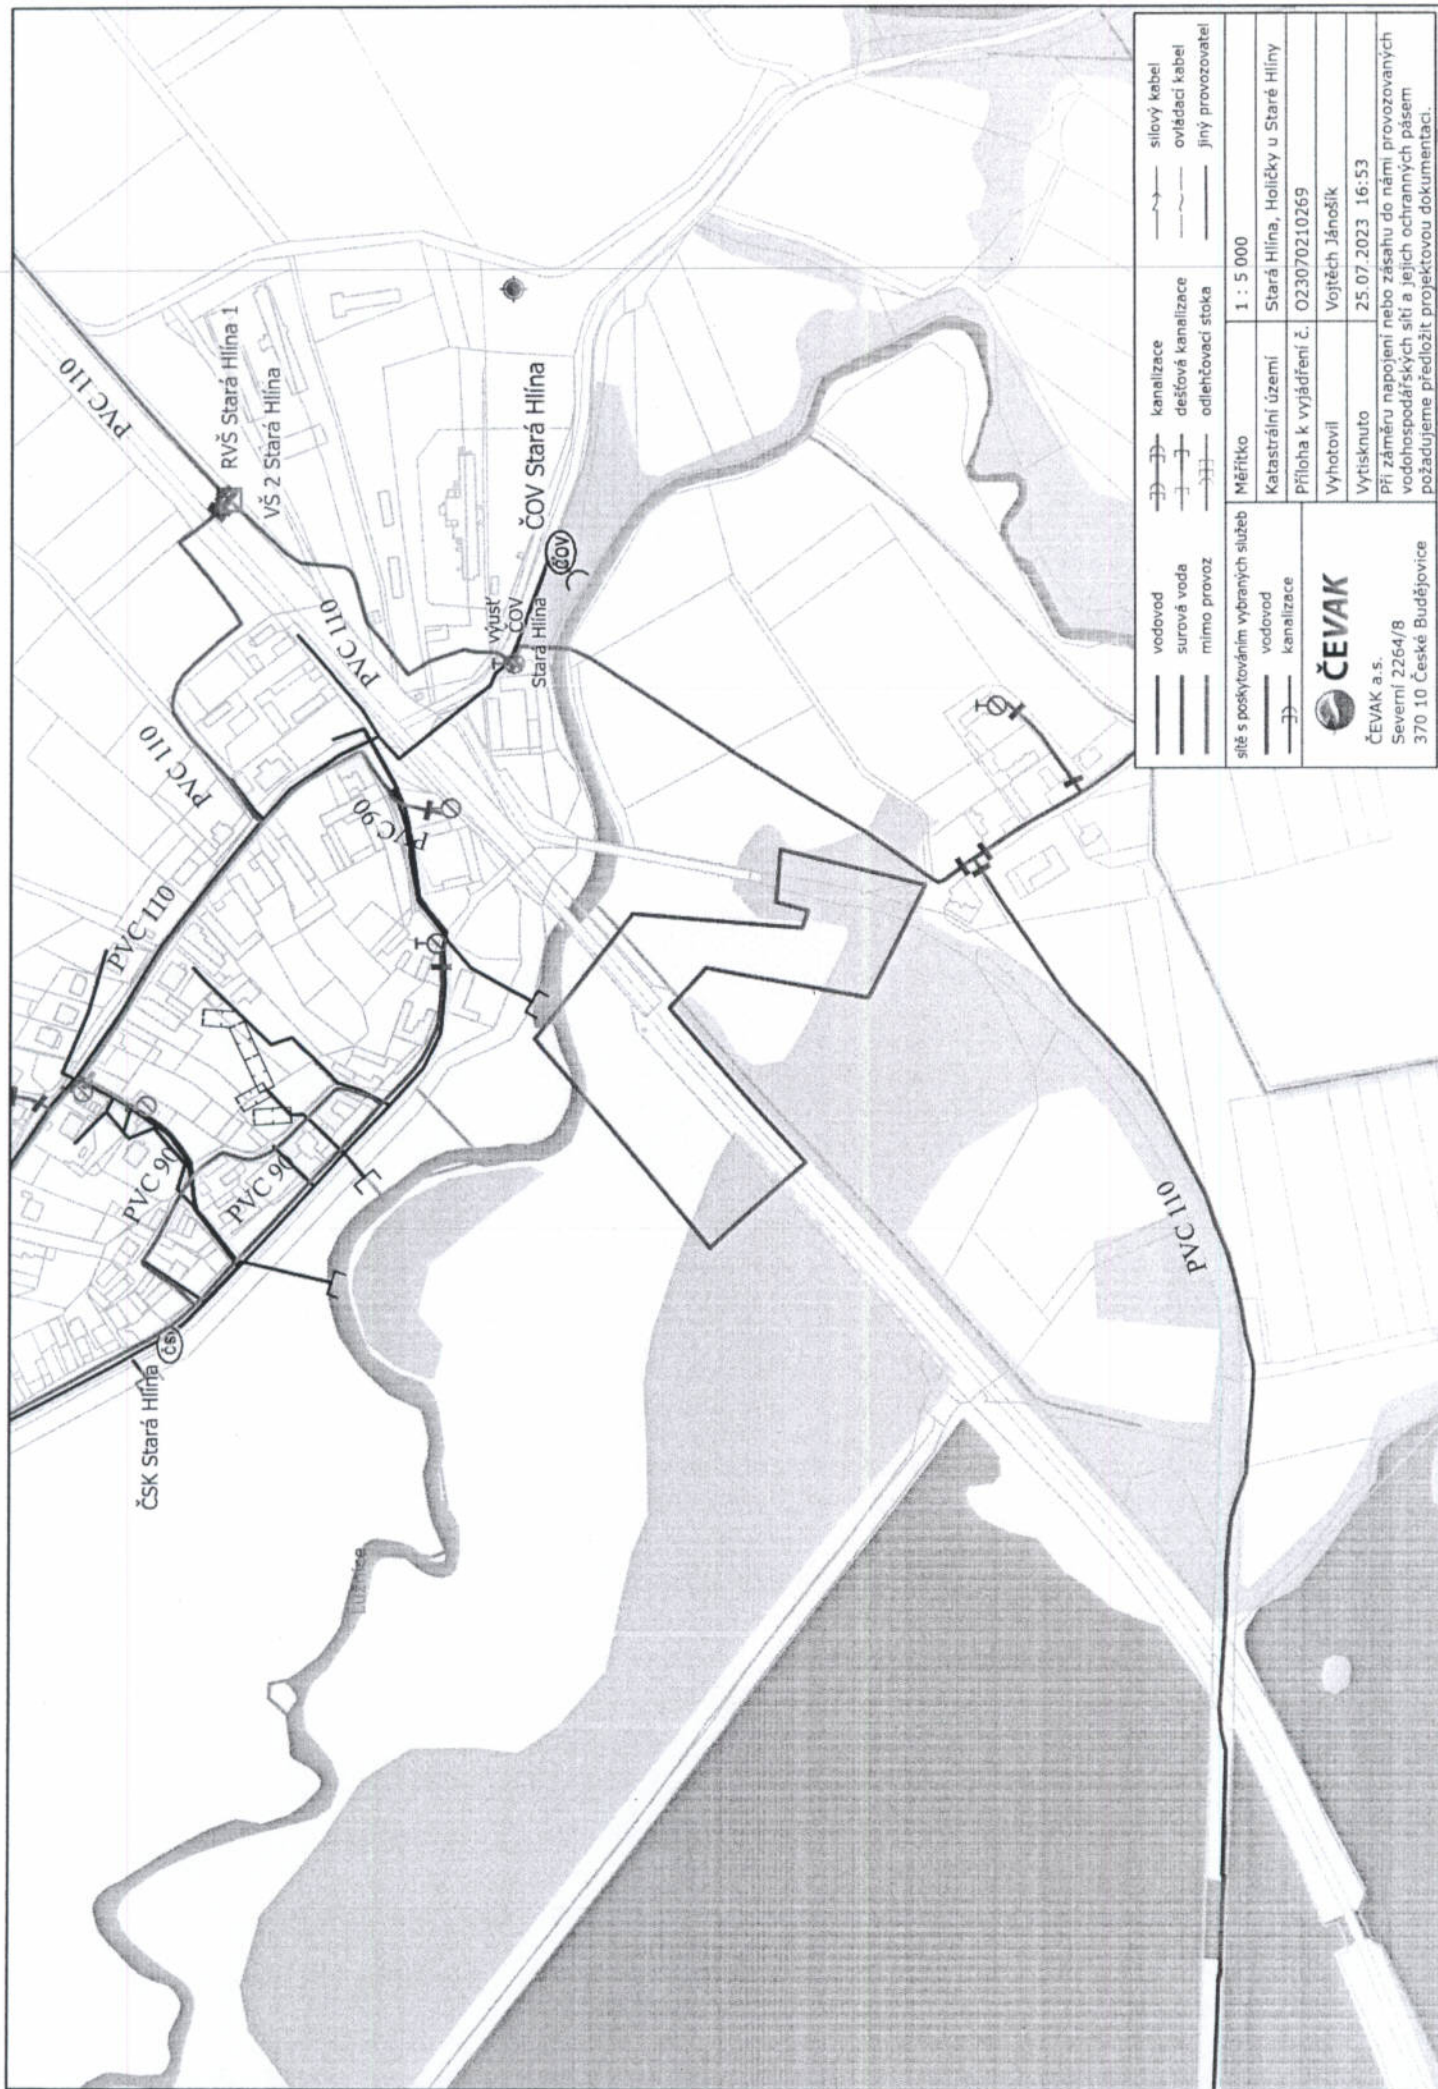 PVC 110
RVŠ Stará Hlína 1
VŠ 2 Stará Hlína
PVC 110
PVC 110
PVC 90
PVC 110
výusť
ČOV
Stará Hlína
ČOV Stará Hlína
ČOV
PVC 90
PVC 90
ČSK Stará Hlína
PVC 110
vodovod
surová voda
mimo provoz
kanalizace
dešťová kanalizace
odlehčovací stoka
silový kabel
ovládací kabel
jiný provozovatel
sítě s poskytováním vybraných služeb
vodovod
kanalizace
ČEVAK
ČEVAK a.s.
Severní 2264/8
370 10 České Budějovice
Měřítko 1 : 5 000
Katastrální území Stará Hlína, Holičky u Staré Hlíny
Příloha k vyjádření č. O23070210269
Vyhotovil Vojtěch Jánošík
Vytisknuto 25.07.2023 16:53
Při záměru napojení nebo zásahu do námi provozovaných
vodohospodářských sítí a jejich ochranných pásem
požadujeme předložit projektovou dokumentaci.